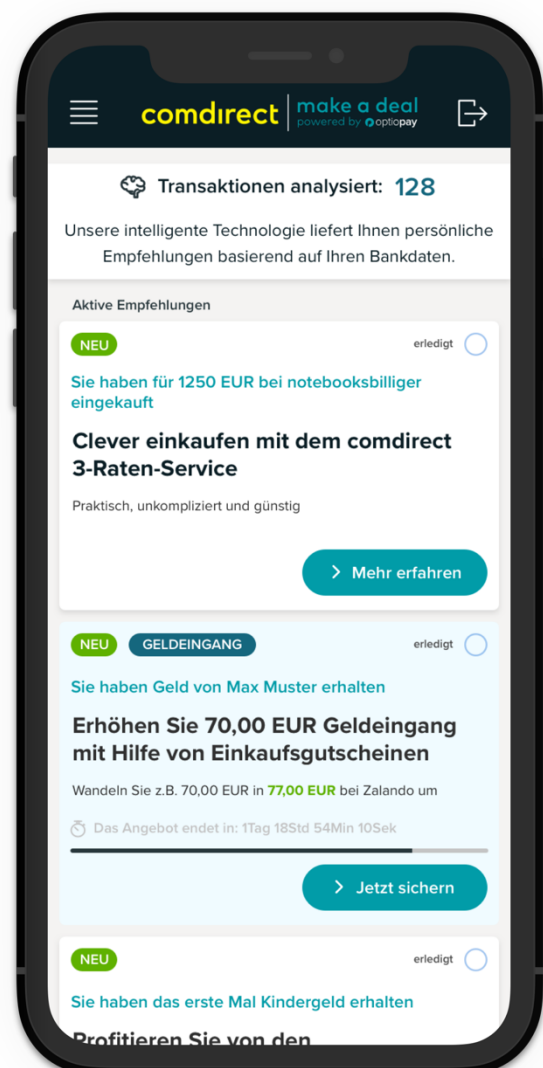 comdirect make a deal
powered by optiopay
Transaktionen analysiert: 128
Unsere intelligente Technologie liefert Ihnen persönliche
Empfehlungen basierend auf Ihren Bankdaten.
Aktive Empfehlungen
NEU erledigt
Sie haben für 1250 EUR bei notebooksbilliger
eingekauft
Clever einkaufen mit dem comdirect
3-Raten-Service
Praktisch, unkompliziert und günstig
Mehr erfahren
NEU GELDEINGANG erledigt
Sie haben Geld von Max Muster erhalten
Erhöhen Sie 70,00 EUR Geldeingang
mit Hilfe von Einkaufsgutscheinen
Wandeln Sie z.B. 70,00 EUR in 77,00 EUR bei Zalando um
Das Angebot endet in: 1Tag 18Std 54Min 10Sek
Jetzt sichern
NEU erledigt
Sie haben das erste Mal Kindergeld erhalten
Profitieren Sie von den